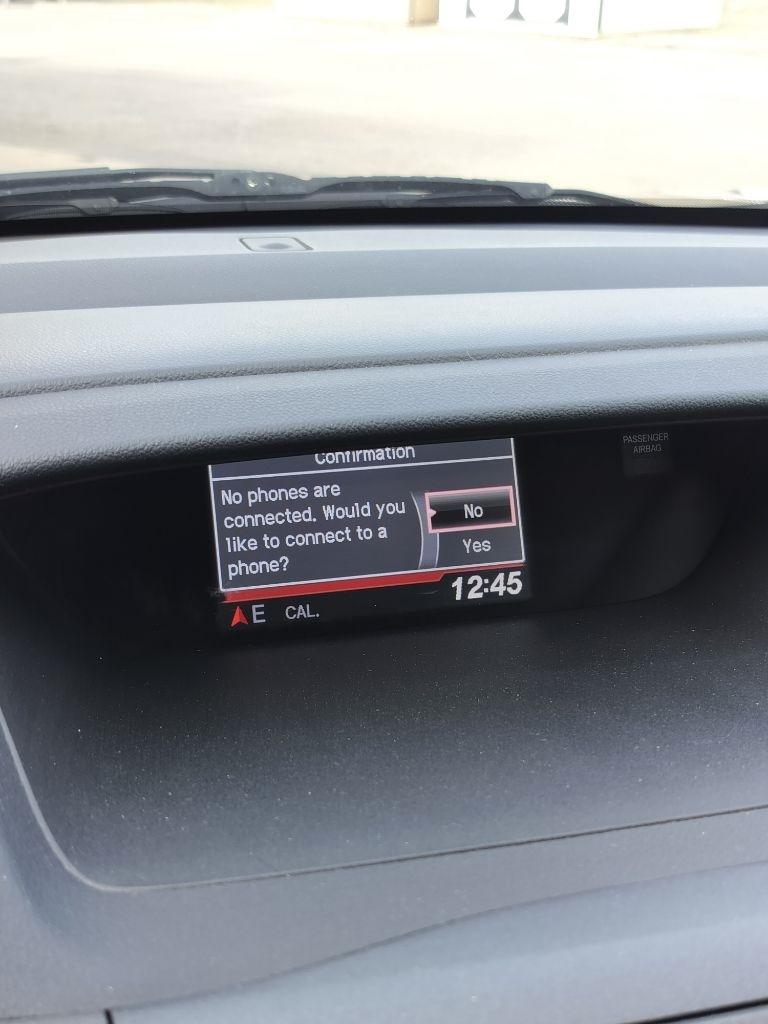 PASSENGER
AIRBAG
Confirmation
No phones are
connected. Would you
like to connect to a
phone?
No
Yes
12:45
E CAL.